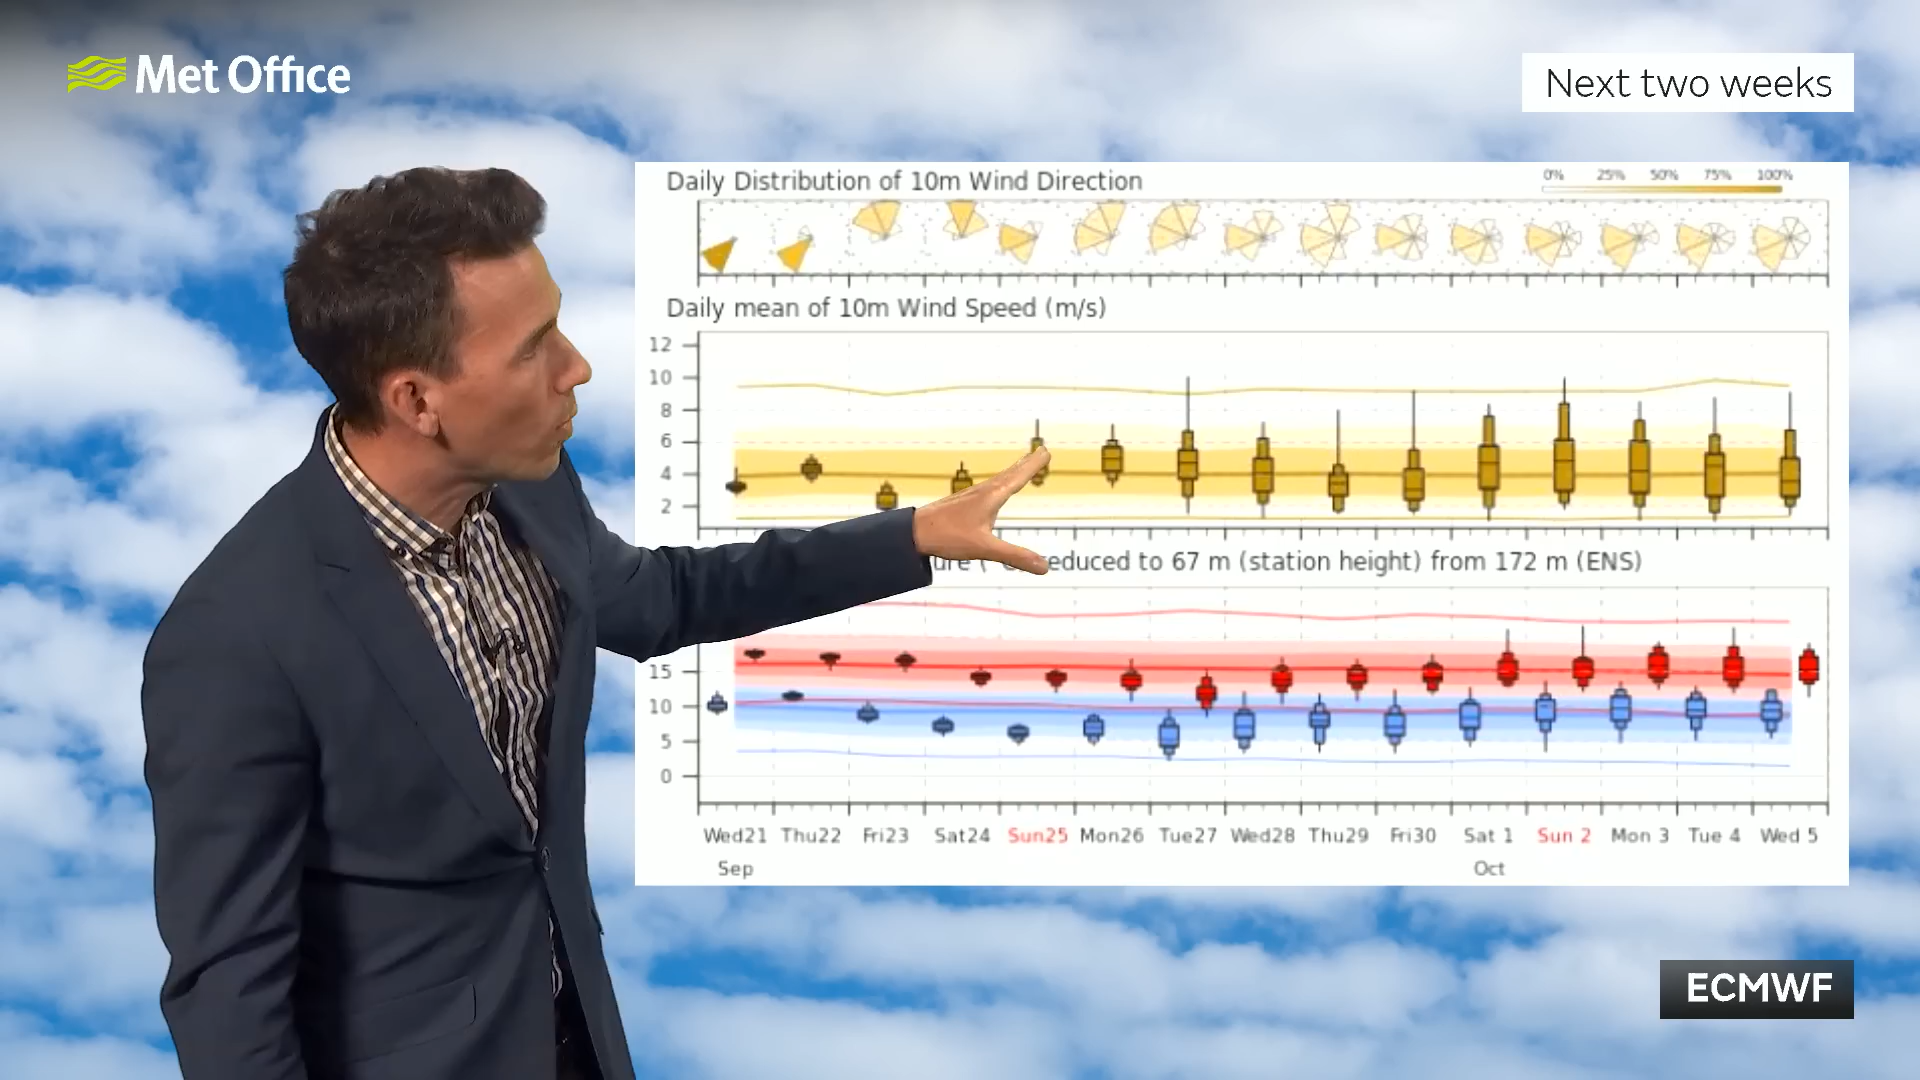 Met Office
Next two weeks
Daily Distribution of 10m Wind Direction
0% 25% 50% 75% 100%
Daily mean of 10m Wind Speed (m/s)
12
10
8
6
4
2
educed to 67 m (station height) from 172 m (ENS)
15
10
5
0
Wed21 Thu22 Fri23 Sat24 Sun25 Mon26 Tue27 Wed28 Thu29 Fri30 Sat 1 Sun 2 Mon 3 Tue 4 Wed 5
Sep Oct
ECMWF